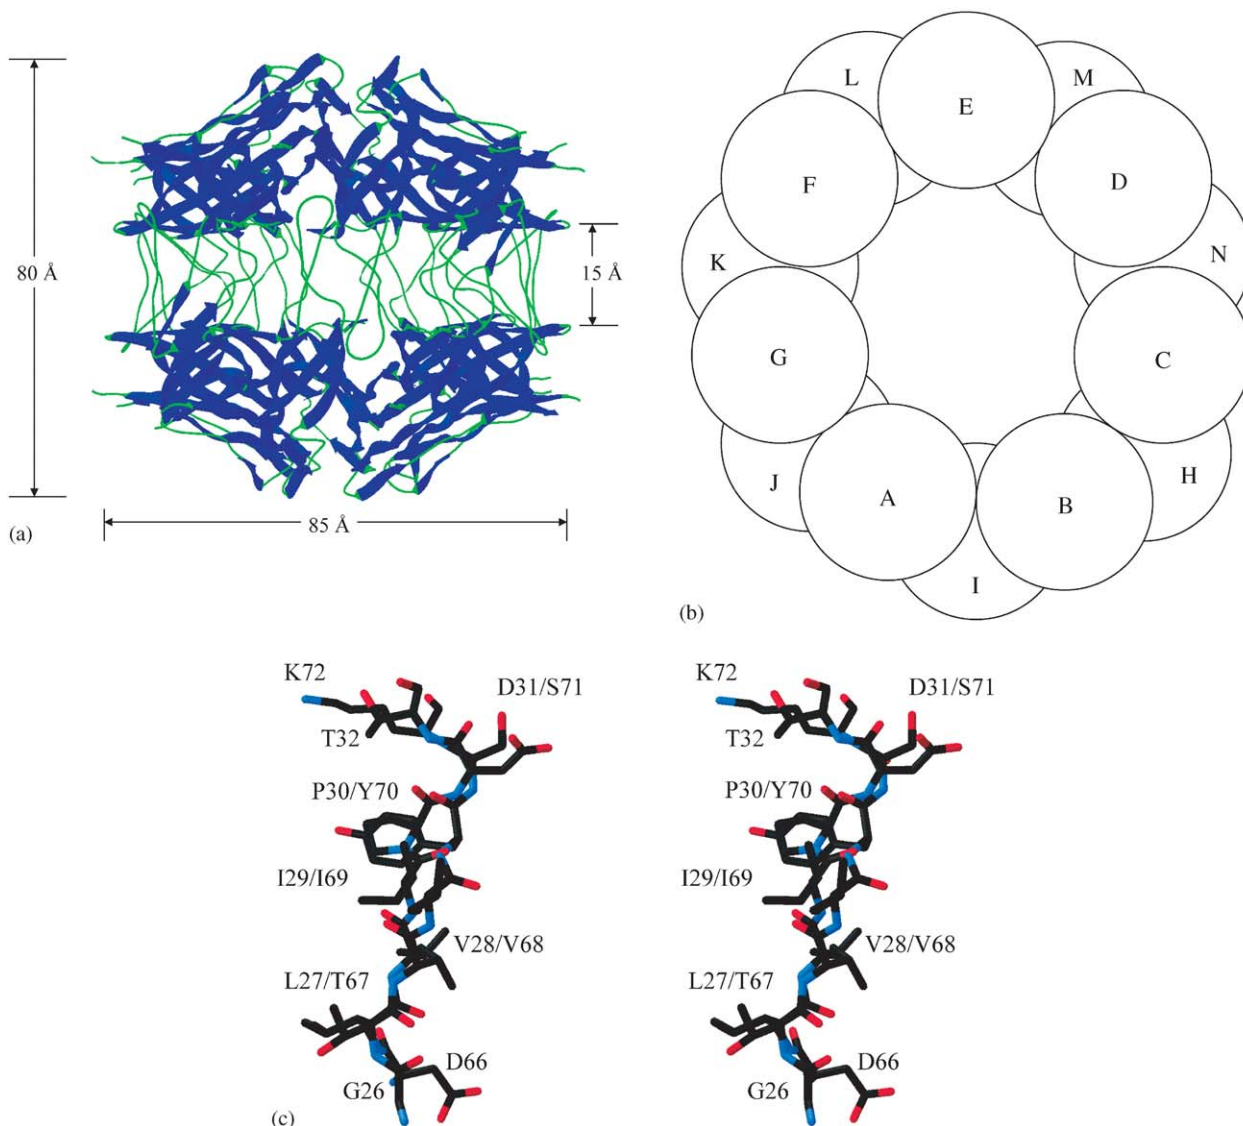 80 Å
15 Å
85 Å
(a)
L
M
E
F
D
K
N
G
C
J
H
A
B
I
(b)
K72
D31/S71
T32
P30/Y70
I29/I69
V28/V68
L27/T67
D66
G26
K72
D31/S71
T32
P30/Y70
I29/I69
V28/V68
L27/T67
D66
G26
(c)